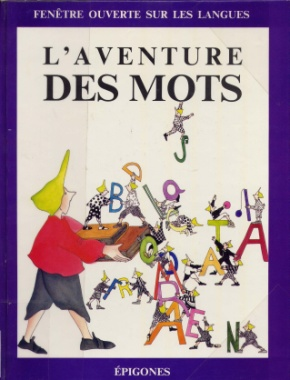 FENÊTRE OUVERTE SUR LES LANGUES
L'AVENTURE
DES MOTS
ÉPIGONES